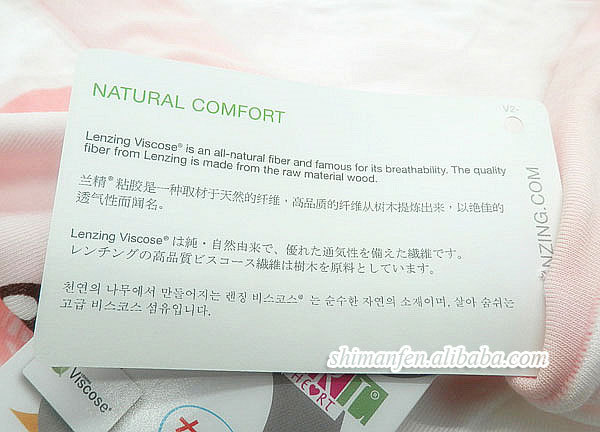 NATURAL COMFORT
-V2-
Lenzing Viscose® is an all-natural fiber and famous for its breathability. The quality
fiber from Lenzing is made from the raw material wood.
兰精®粘胶是一种取材于天然的纤维，高品质的纤维从树木提炼出来，以绝佳的
透气性而闻名。
Lenzing Viscose® は純・自然由来で、優れた通気性を備えた繊維です。
レンチングの高品質ビスコース繊維は樹木を原料としています。
천연의 나무에서 만들어지는 렌징 비스코스® 는 순수한 자연의 소재이며, 살아 숨쉬는
고급 비스코스 섬유입니다.
ENZING.COM
shimanfen.alibaba.com
Viscose®
HE♥RT